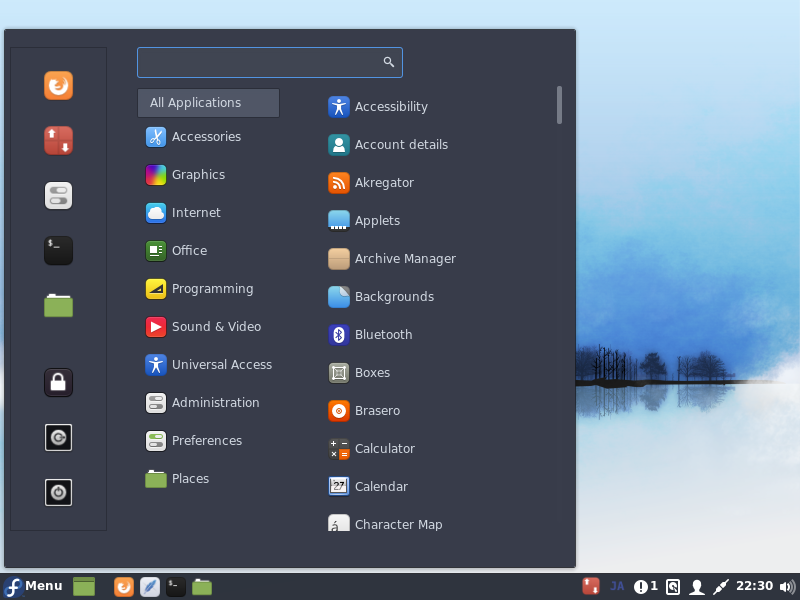 All Applications
Accessories
Graphics
Internet
Office
Programming
Sound & Video
Universal Access
Administration
Preferences
Places
Accessibility
Account details
Akregator
Applets
Archive Manager
Backgrounds
Bluetooth
Boxes
Brasero
Calculator
Calendar
Character Map
Menu
JA
1
22:30